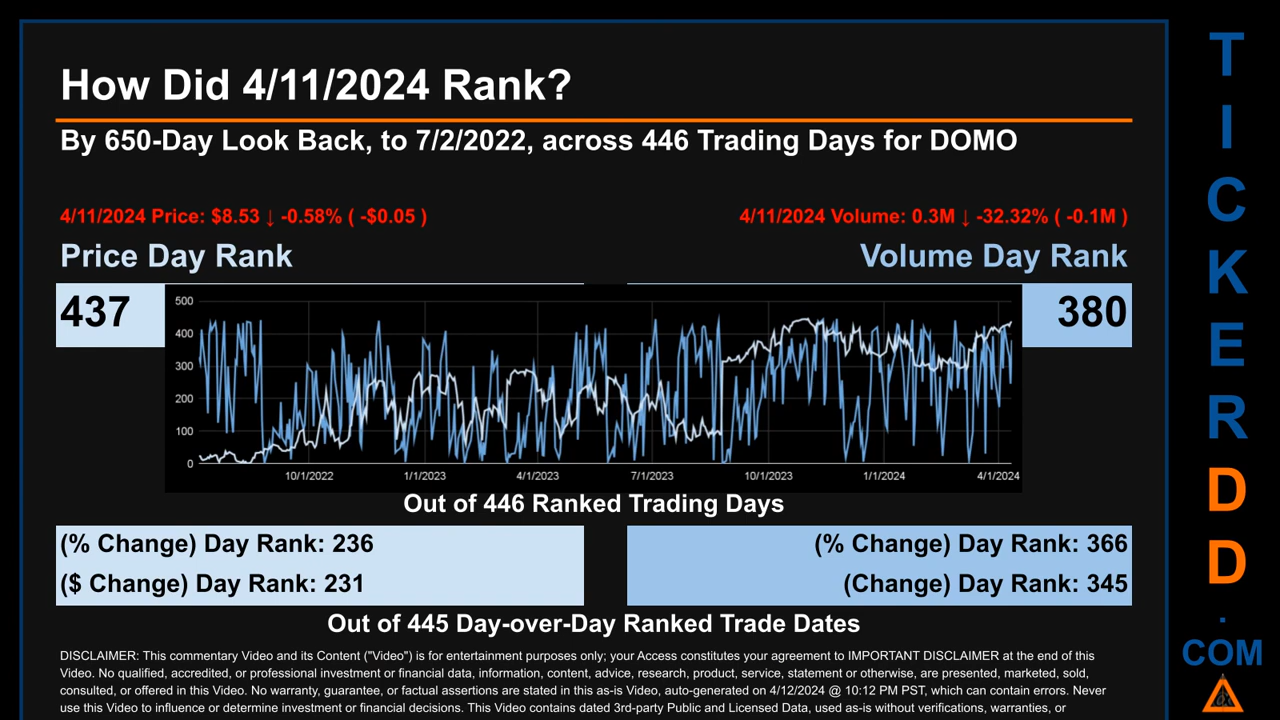 How Did 4/11/2024 Rank?
By 650-Day Look Back, to 7/2/2022, across 446 Trading Days for DOMO
4/11/2024 Price: $8.53 ↓ -0.58% ( -$0.05 )
4/11/2024 Volume: 0.3M ↓ -32.32% ( -0.1M )
Price Day Rank
Volume Day Rank
437
380
500
400
300
200
100
0
10/1/2022 1/1/2023 4/1/2023 7/1/2023 10/1/2023 1/1/2024 4/1/2024
Out of 446 Ranked Trading Days
(% Change) Day Rank: 236
($ Change) Day Rank: 231
(% Change) Day Rank: 366
(Change) Day Rank: 345
Out of 445 Day-over-Day Ranked Trade Dates
DISCLAIMER: This commentary Video and its Content ("Video") is for entertainment purposes only; your Access constitutes your agreement to IMPORTANT DISCLAIMER at the end of this
Video. No qualified, accredited, or professional investment or financial data, information, content, advice, research, product, service, statement or otherwise, are presented, marketed, sold,
consulted, or offered in this Video. No warranty, guarantee, or factual assertions are stated in this as-is Video, auto-generated on 4/12/2024 @ 10:12 PM PST, which can contain errors. Never
use this Video to influence or determine investment or financial decisions. This Video contains dated 3rd-party Public and Licensed Data, used as-is without verifications, warranties, or
T
I
C
K
E
R
D
D
.
COM